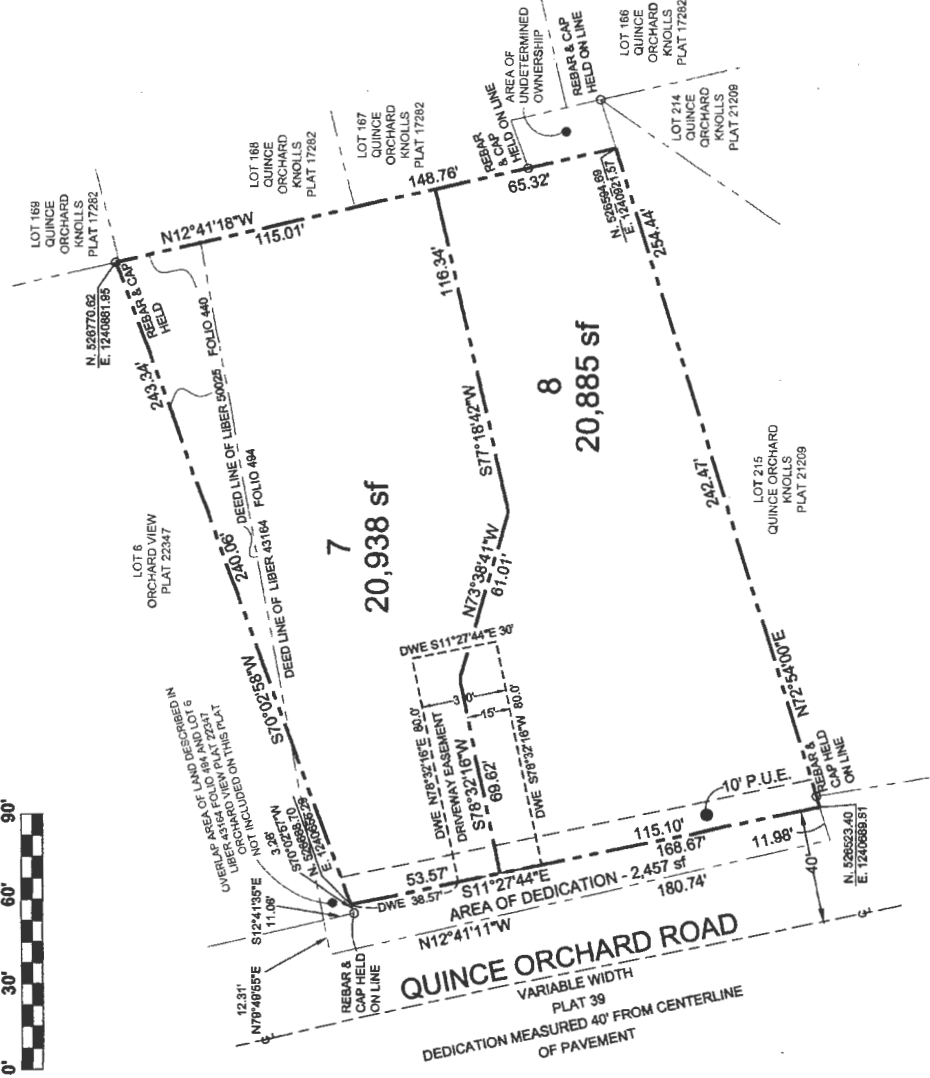 LOT 169
QUINCE
ORCHARD
KNOLLS
PLAT 17282
LOT 168
QUINCE
ORCHARD
KNOLLS
PLAT 17282
LOT 167
QUINCE
ORCHARD
KNOLLS
PLAT 17282
AREA OF
UNDETERMINED
OWNERSHIP
REBAR & CAP
HELD ON LINE
LOT 166
QUINCE
ORCHARD
KNOLLS
PLAT 17282
LOT 214
QUINCE
ORCHARD
KNOLLS
PLAT 21209
REBAR
& CAP
HELD ON LINE
N. 526770.62
E. 1240881.95
REBAR & CAP
HELD
N12°41'18"W
115.01'
148.76'
65.32'
N. 526594.69
E. 1240921.57
254.44'
243.34'
FOLIO 440
DEED LINE OF LIBER 50025
FOLIO 494
DEED LINE OF LIBER 43164
240.06'
S70°02'58"W
LOT 6
ORCHARD VIEW
PLAT 22347
116.34'
S77°18'42"W
N73°38'41"W
61.01'
7
20,938 sf
8
20,885 sf
242.47'
N72°54'00"E
LOT 215
QUINCE ORCHARD
KNOLLS
PLAT 21209
OVERLAP AREA OF LAND DESCRIBED IN
LIBER 43164 FOLIO 494 AND LOT 6
ORCHARD VIEW PLAT 22347
NOT INCLUDED ON THIS PLAT
3.28'
S70°02'57"W
E. 1240656.29
S12°41'35"E
11.06'
12.31'
N79°49'55"E
REBAR &
CAP HELD
ON LINE
DWE S11°27'44"E 30'
DWE N78°32'16"E 80.0'
DRIVEWAY EASEMENT
S78°32'16"W
69.62'
30'
15'
DWE S78°32'16"W 80.0'
53.57'
DWE 38.57'
S11°27'44"E
115.10'
168.67'
11.98'
10' P.U.E.
REBAR &
CAP HELD
ON LINE
N. 526523.40
E. 1240689.81
40'
AREA OF DEDICATION - 2,457 sf
180.74'
N12°41'11"W
QUINCE ORCHARD ROAD
VARIABLE WIDTH
PLAT 39
DEDICATION MEASURED 40' FROM CENTERLINE
OF PAVEMENT
0'
30'
60'
90'